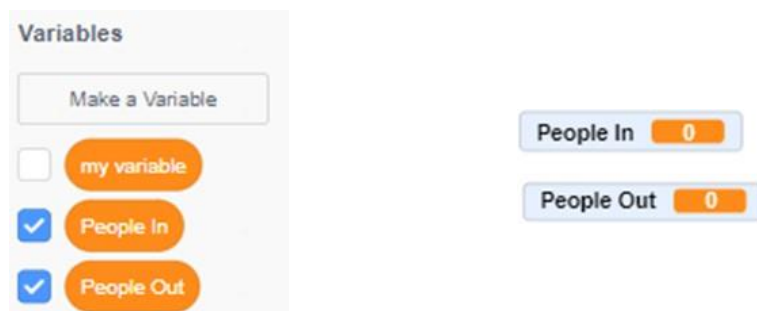 Variables
Make a Variable
my variable
People In
People Out
People In 0
People Out 0